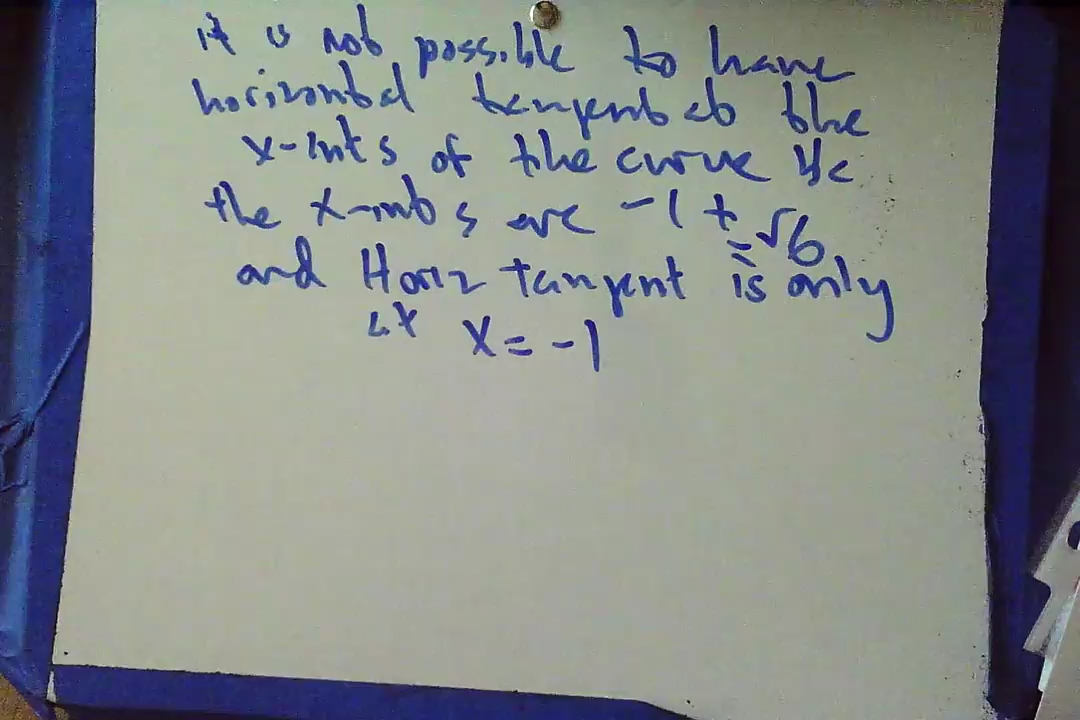 it is not possible to have
horizontal tangent at the
x-ints of the curve b/c
the x-ints are -1 ± √6
and Horiz tangent is only
at x = -1